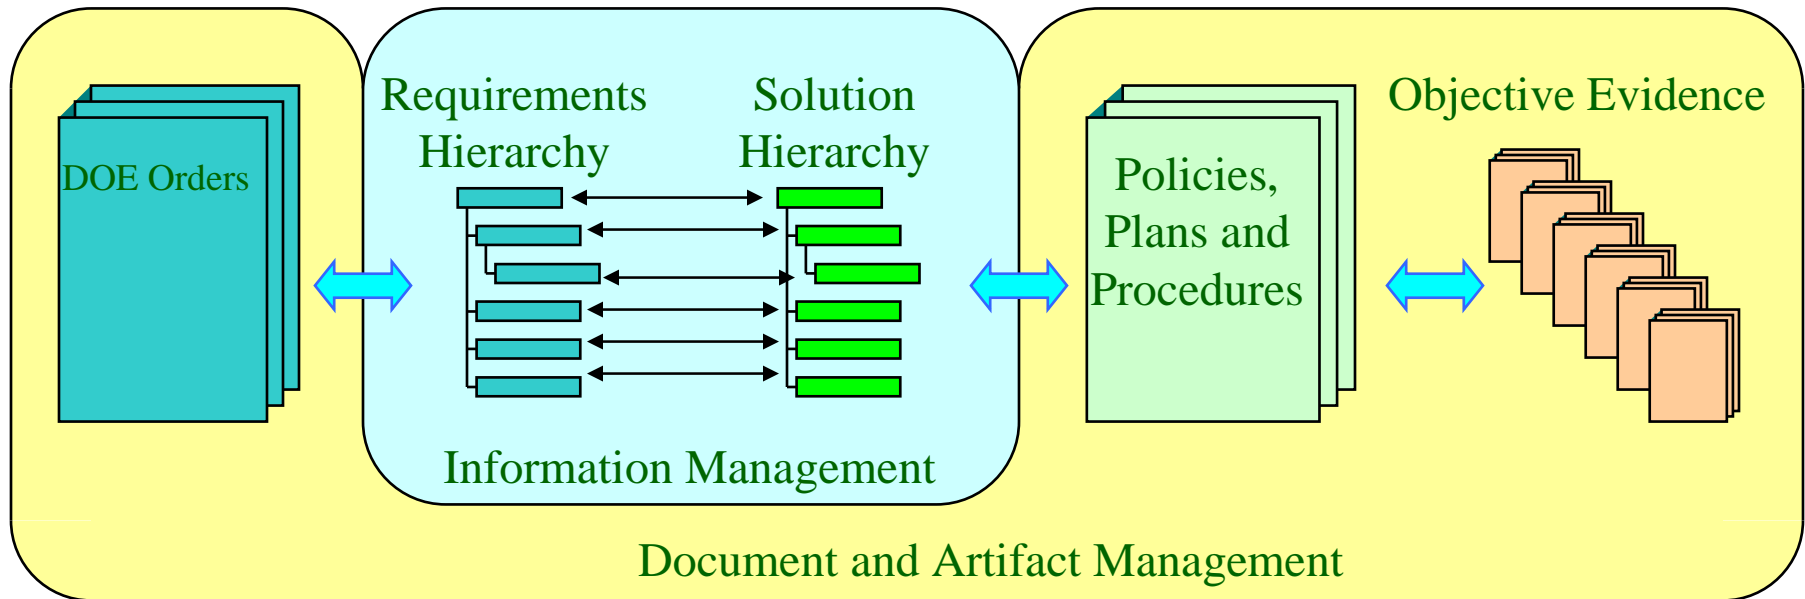 DOE Orders
Requirements
Hierarchy
Solution
Hierarchy
Information Management
Policies,
Plans and
Procedures
Objective Evidence
Document and Artifact Management